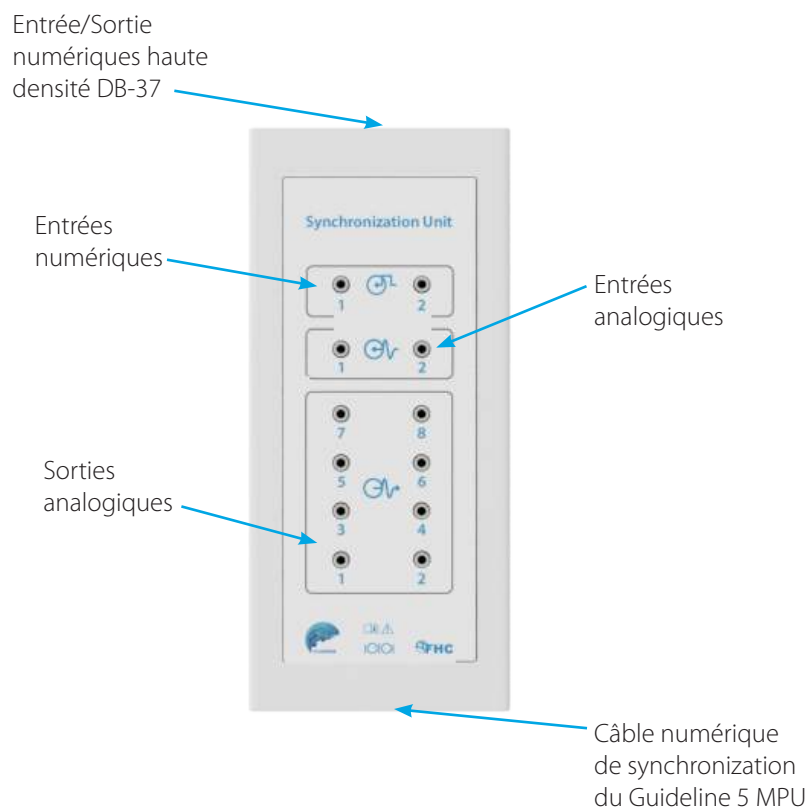 Entrée/Sortie
numériques haute
densité DB-37
Synchronization Unit
Entrées
numériques
1 2
Entrées
analogiques
1 2
7 8
5 6
Sorties
analogiques
3 4
1 2
FHC
Câble numérique
de synchronisation
du Guideline 5 MPU